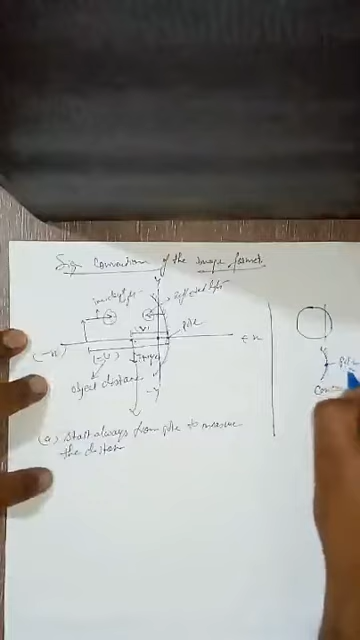 Sign Convention of the image formed
Incident light
Reflected light
pole
(-x)
+x
(-u)
object distance
-y
(a) start always from pole to measure
the distance
pole